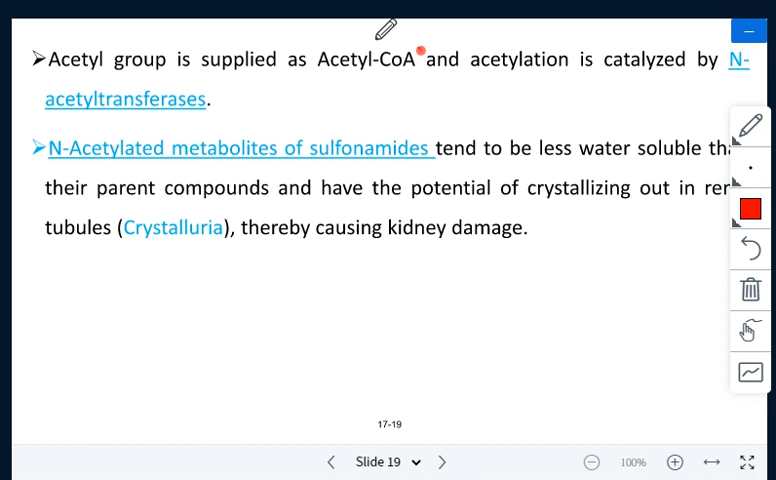 ➢Acetyl group is supplied as Acetyl-CoA and acetylation is catalyzed by N-
acetyltransferases.
➢N-Acetylated metabolites of sulfonamides tend to be less water soluble
their parent compounds and have the potential of crystallizing out in
tubules (Crystalluria), thereby causing kidney damage.
17-19
Slide 19
100%